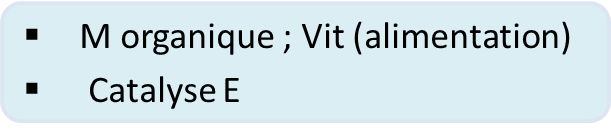 ▪ M organique ; Vit (alimentation)
▪ Catalyse E